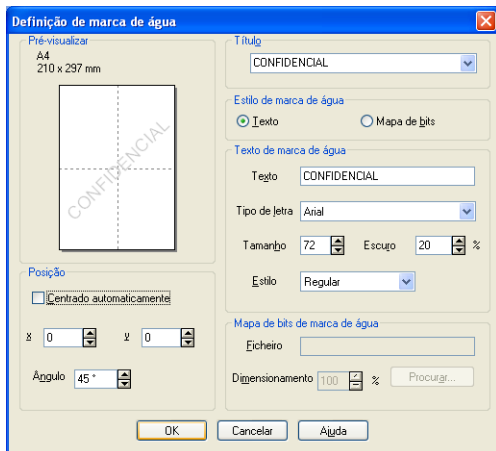 Definição de marca de água
Pré-visualizar
A4
210 x 297 mm
CONFIDENCIAL
Posição
Centrado automaticamente
x 0 y 0
Ângulo 45 °
Título
CONFIDENCIAL
Estilo de marca de água
Texto Mapa de bits
Texto de marca de água
Texto CONFIDENCIAL
Tipo de letra Arial
Tamanho 72 Escuro 20 %
Estilo Regular
Mapa de bits de marca de água
Ficheiro
Dimensionamento 100 % Procurar...
OK Cancelar Ajuda